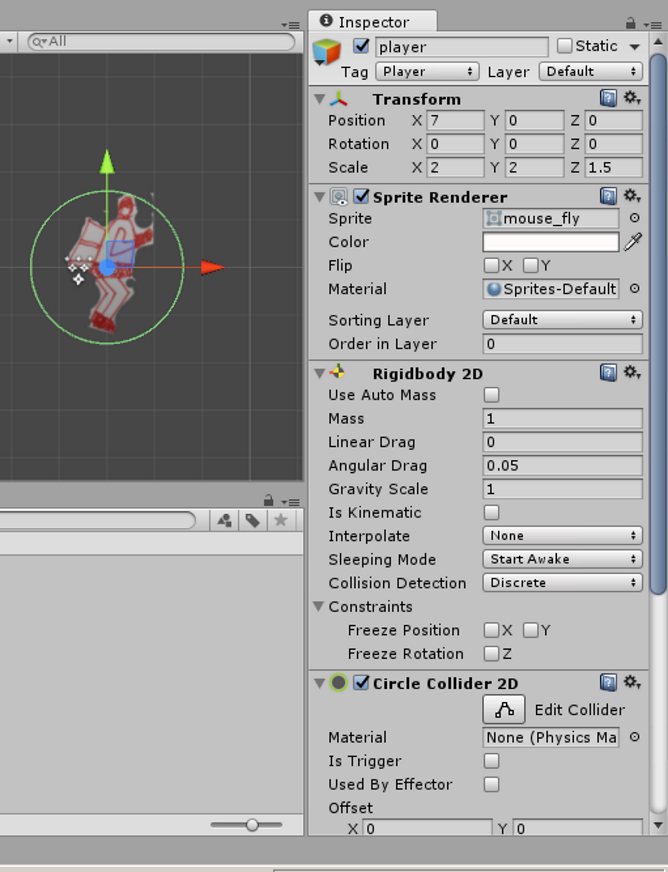 All
Inspector
player
Static
Tag Player Layer Default
Transform
Position X 7 Y 0 Z 0
Rotation X 0 Y 0 Z 0
Scale X 2 Y 2 Z 1.5
Sprite Renderer
Sprite mouse_fly
Color
Flip X Y
Material Sprites-Default
Sorting Layer Default
Order in Layer 0
Rigidbody 2D
Use Auto Mass
Mass 1
Linear Drag 0
Angular Drag 0.05
Gravity Scale 1
Is Kinematic
Interpolate None
Sleeping Mode Start Awake
Collision Detection Discrete
Constraints
Freeze Position X Y
Freeze Rotation Z
Circle Collider 2D
Edit Collider
Material None (Physics Ma
Is Trigger
Used By Effector
Offset
X 0 Y 0